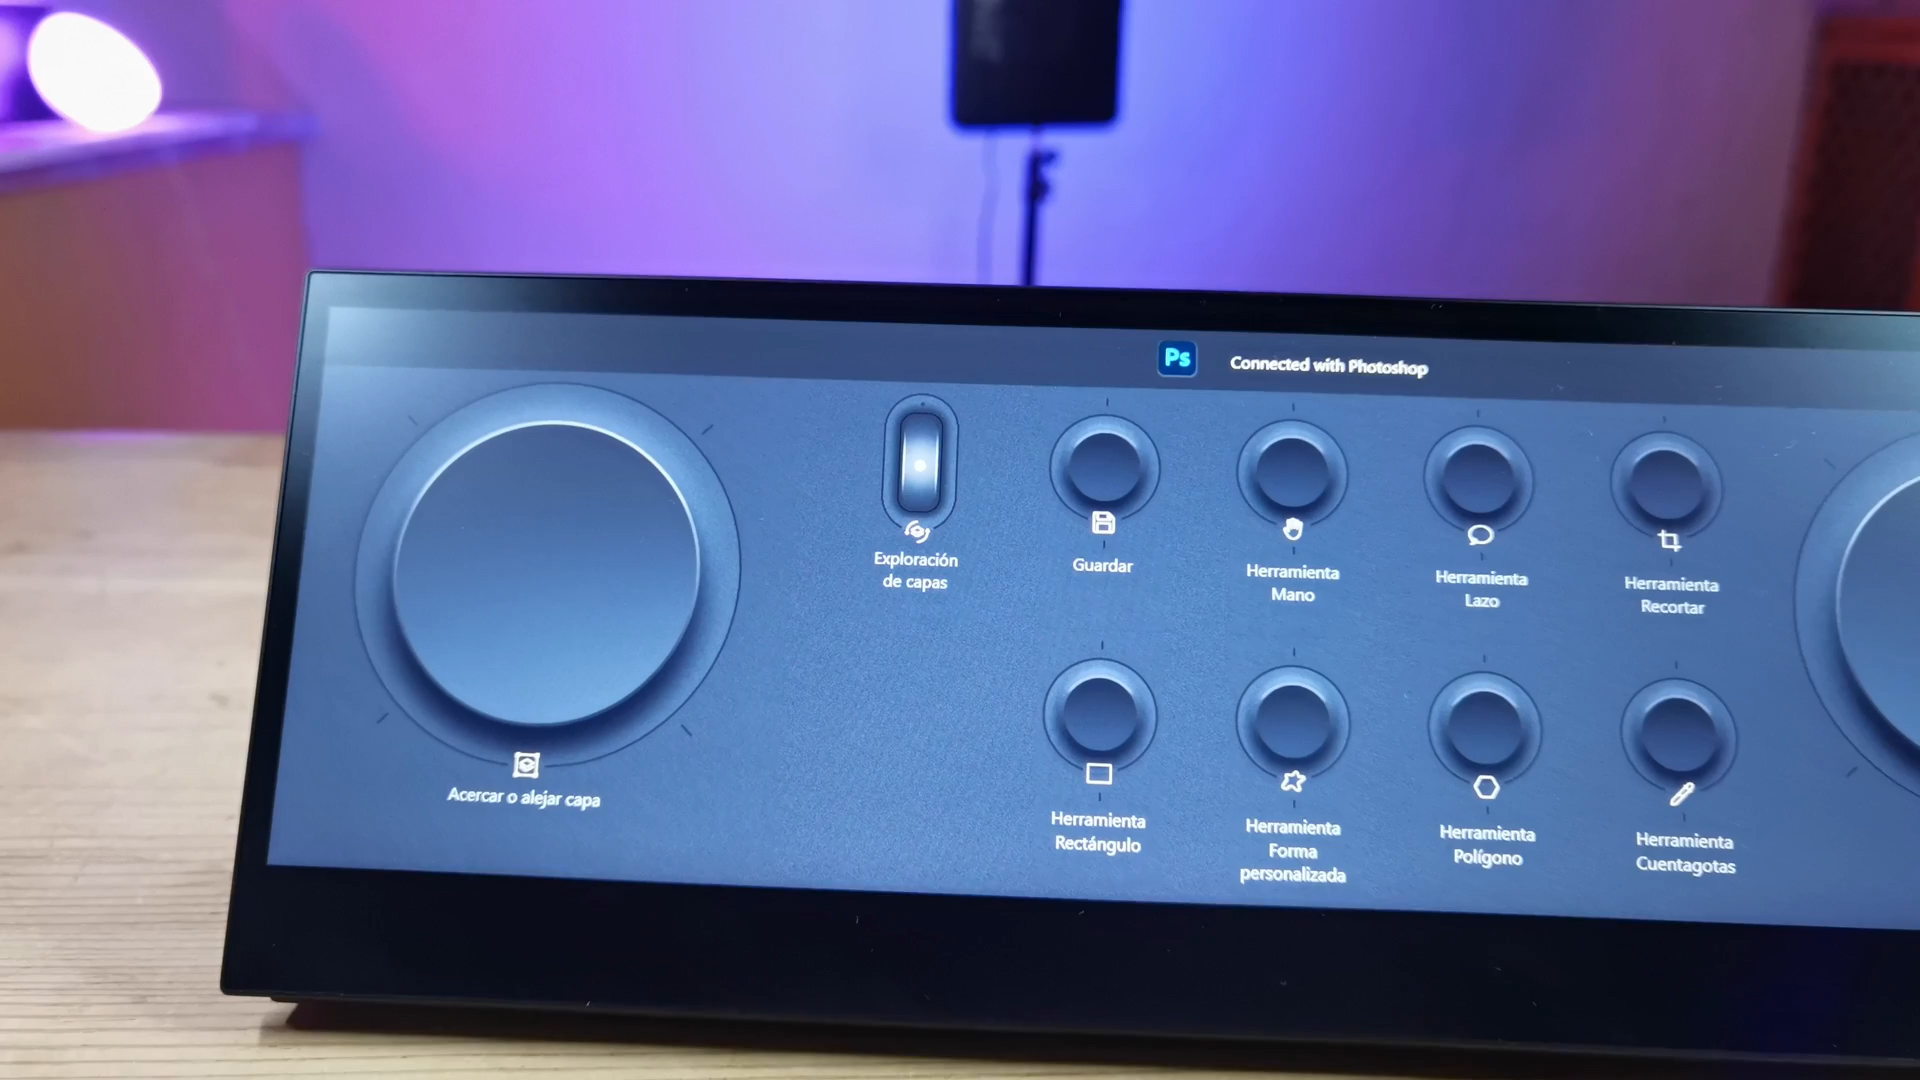 Ps Connected with Photoshop
Exploración
de capas
Guardar
Herramienta
Mano
Herramienta
Lazo
Herramienta
Recortar
Acercar o alejar capa
Herramienta
Rectángulo
Herramienta
Forma
personalizada
Herramienta
Polígono
Herramienta
Cuentagotas